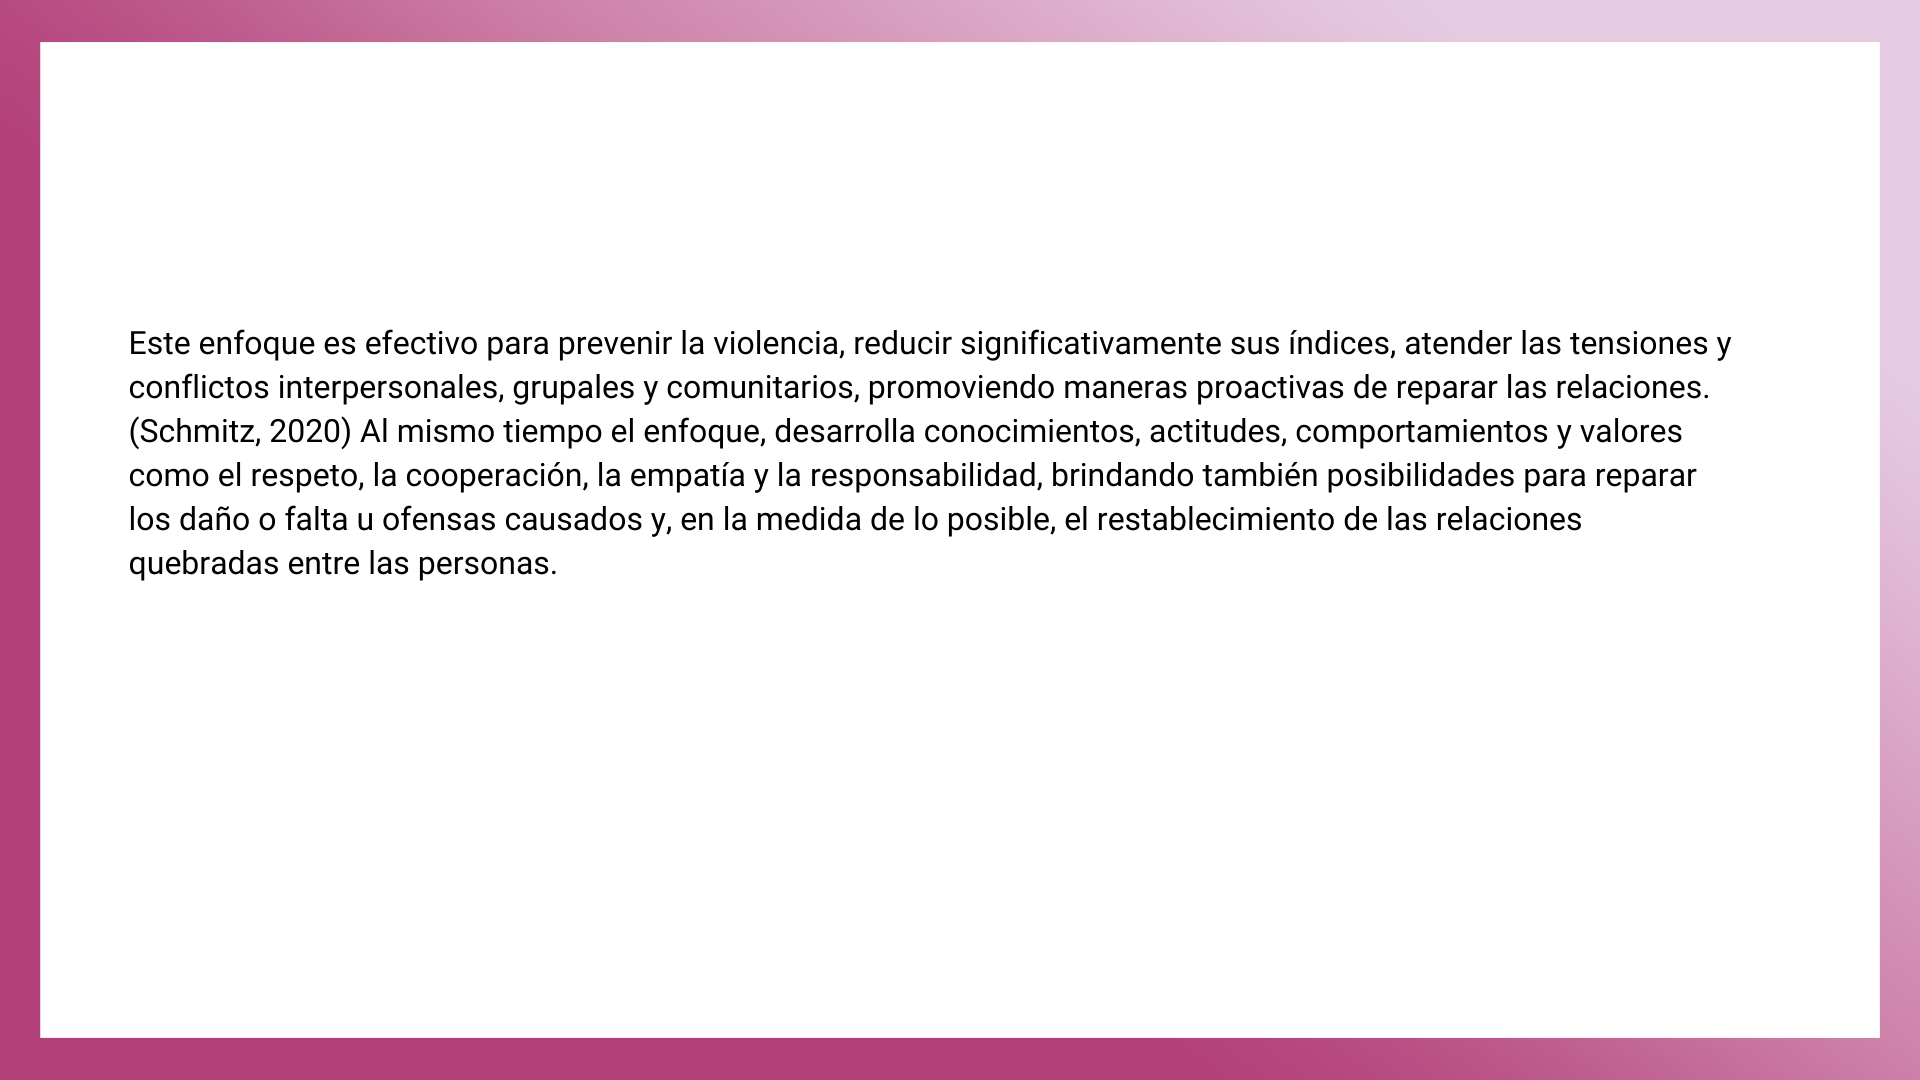 Este enfoque es efectivo para prevenir la violencia, reducir significativamente sus índices, atender las tensiones y
conflictos interpersonales, grupales y comunitarios, promoviendo maneras proactivas de reparar las relaciones.
(Schmitz, 2020) Al mismo tiempo el enfoque, desarrolla conocimientos, actitudes, comportamientos y valores
como el respeto, la cooperación, la empatía y la responsabilidad, brindando también posibilidades para reparar
los daño o falta u ofensas causados y, en la medida de lo posible, el restablecimiento de las relaciones
quebradas entre las personas.